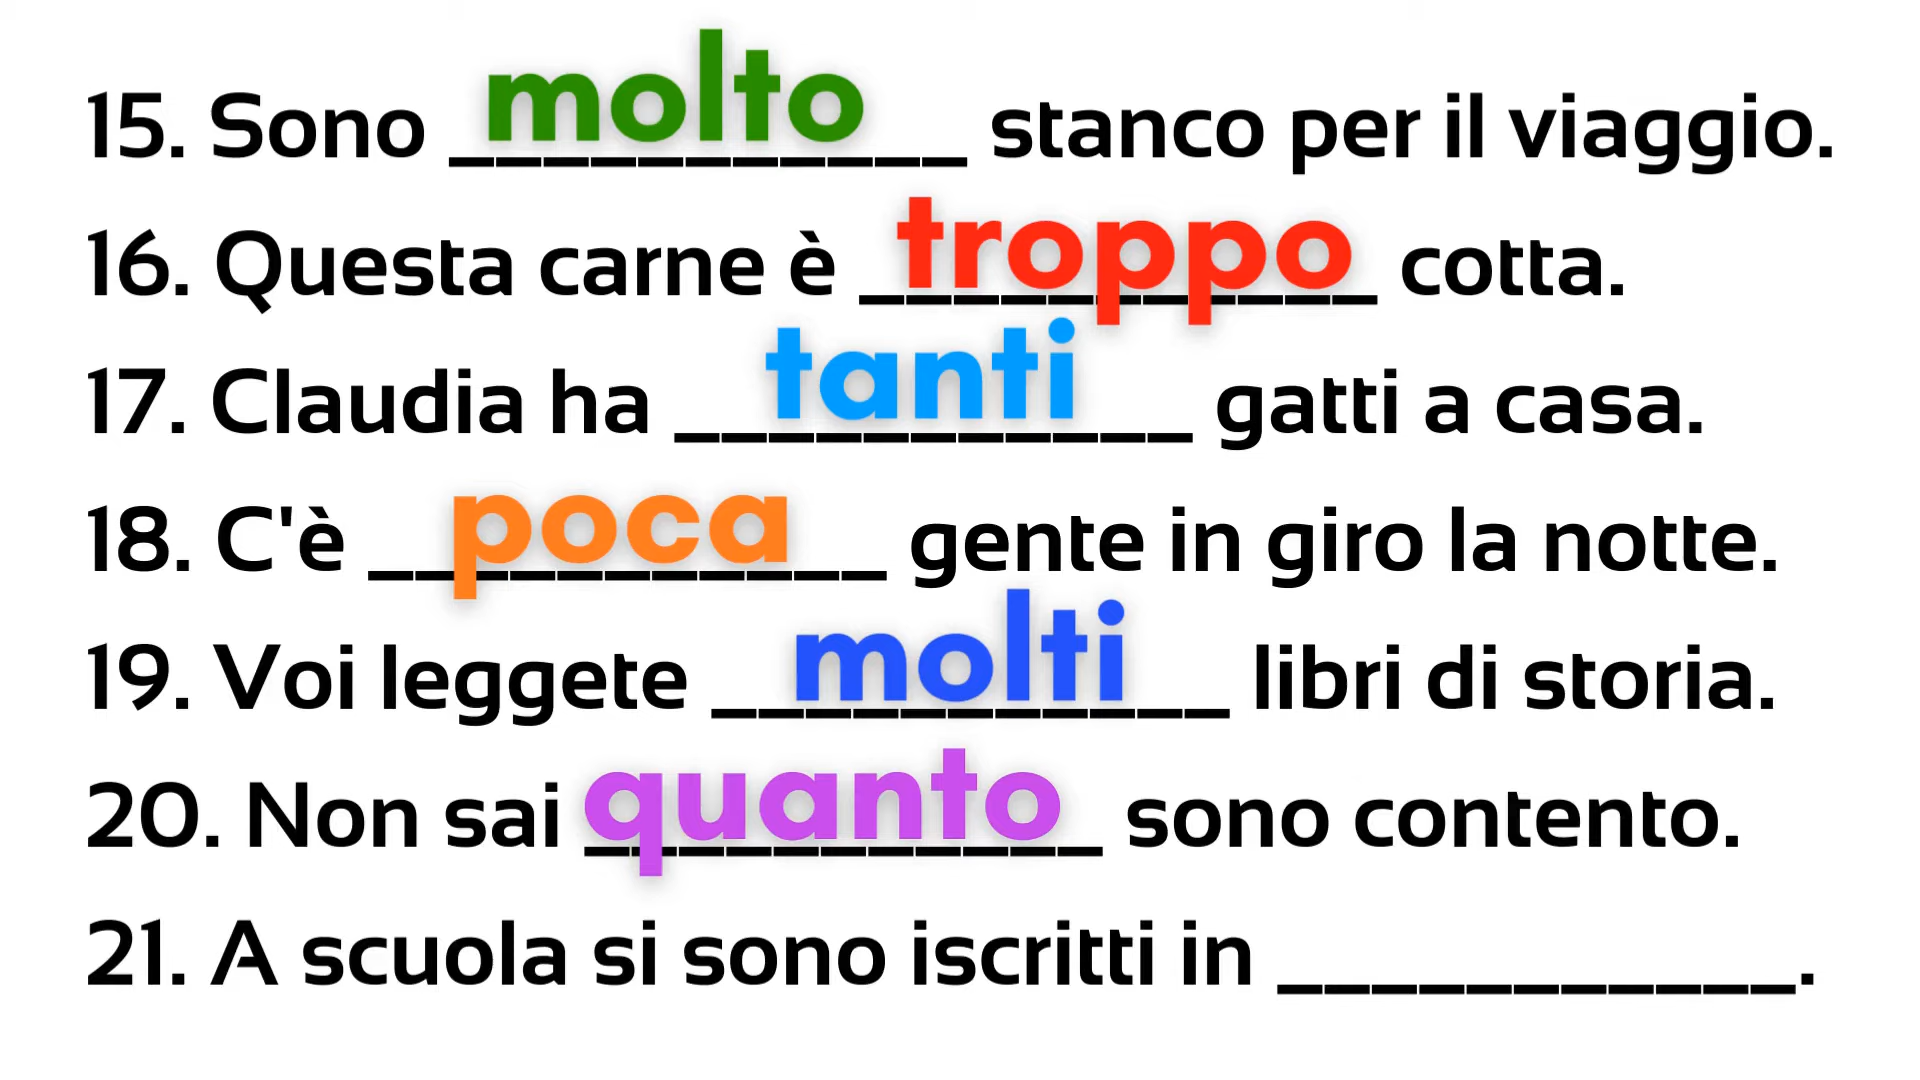 15. Sono molto stanco per il viaggio.
16. Questa carne è troppo cotta.
17. Claudia ha tanti gatti a casa.
18. C'è poca gente in giro la notte.
19. Voi leggete molti libri di storia.
20. Non sai quanto sono contento.
21. A scuola si sono iscritti in ___________.